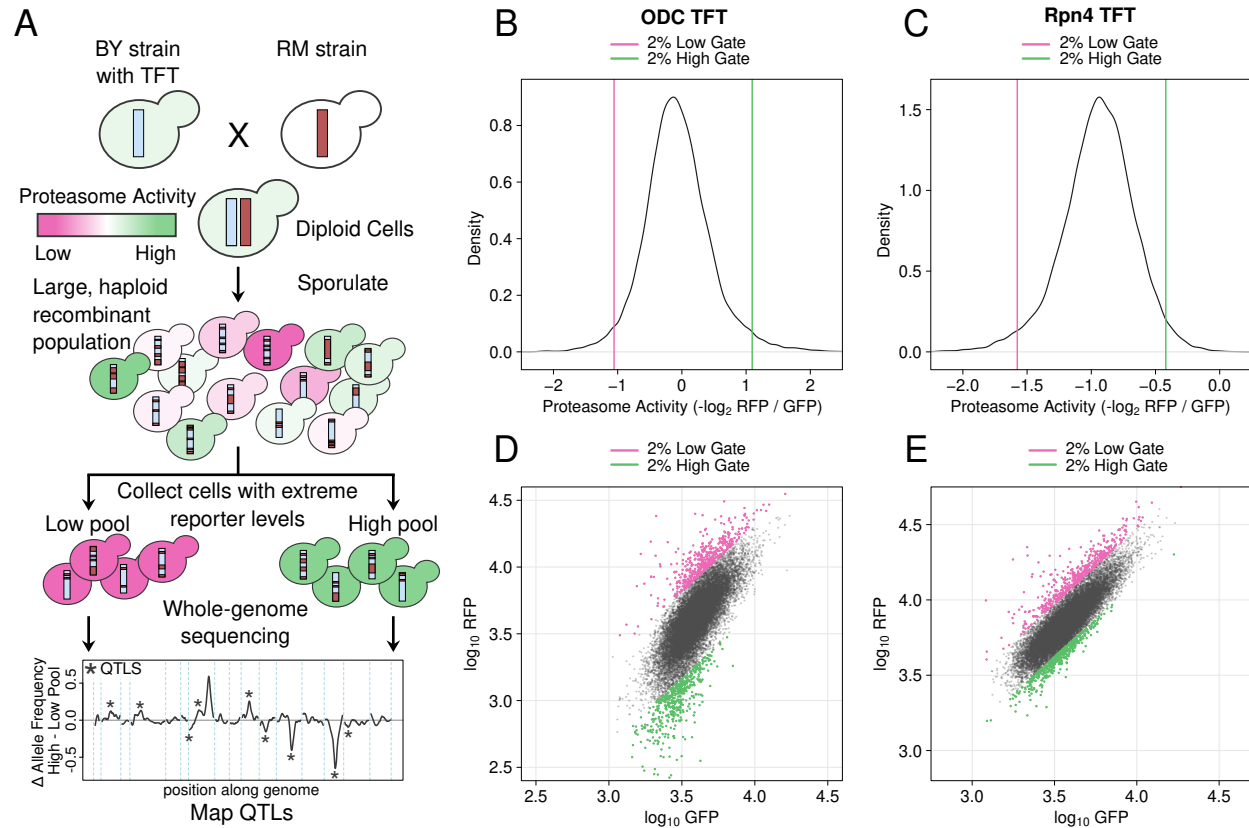 A
BY strain
with TFT
RM strain
X
Proteasome Activity
Low
High
Diploid Cells
Large, haploid
recombinant
population
Sporulate
Collect cells with extreme
reporter levels
Low pool
High pool
Whole-genome
sequencing
* QTLS
Δ Allele Frequency
High - Low Pool
0.5
0.0
-0.5
* * * * * * * * *
position along genome
Map QTLs
B
ODC TFT
2% Low Gate
2% High Gate
Density
0.8
0.6
0.4
0.2
0.0
-2 -1 0 1 2
Proteasome Activity (-log₂ RFP / GFP)
C
Rpn4 TFT
2% Low Gate
2% High Gate
Density
1.5
1.0
0.5
0.0
-2.0 -1.5 -1.0 -0.5 0.0
Proteasome Activity (-log₂ RFP / GFP)
D
2% Low Gate
2% High Gate
log₁₀ RFP
4.5
4.0
3.5
3.0
2.5
2.5 3.0 3.5 4.0 4.5
log₁₀ GFP
E
2% Low Gate
2% High Gate
log₁₀ RFP
4.5
4.0
3.5
3.0
3.0 3.5 4.0 4.5
log₁₀ GFP